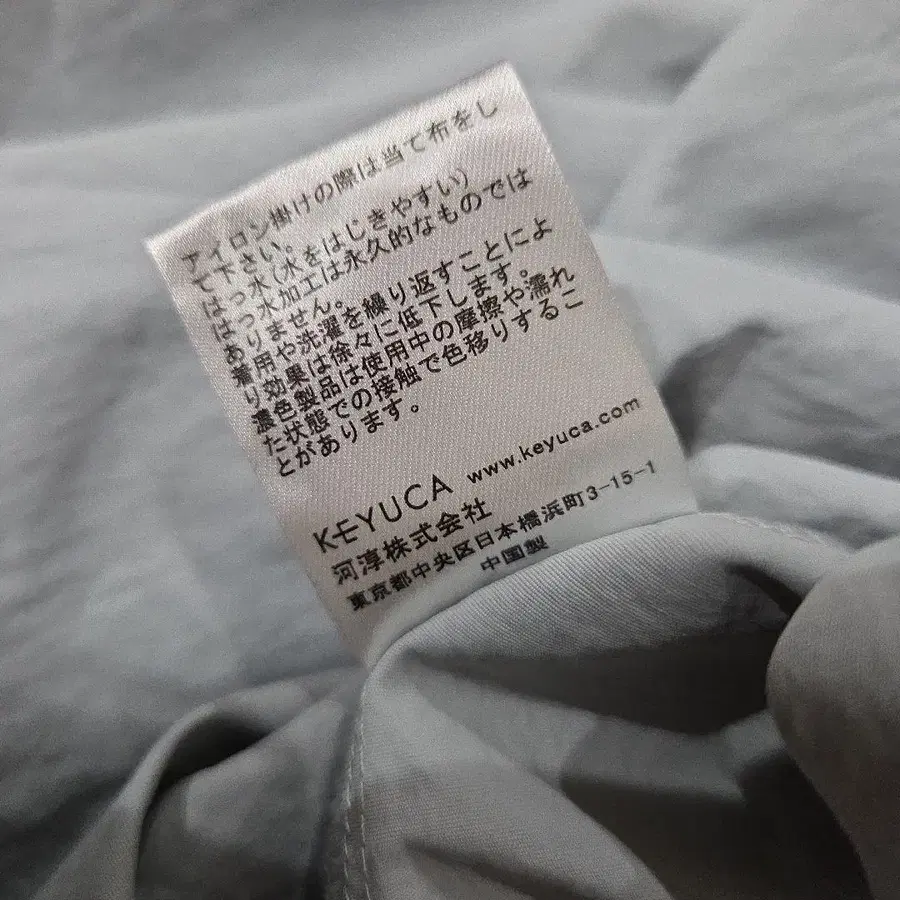 アイロン掛けの際は当て布をし
て下さい。
はっ水(水をはじきやすい)
はっ水加工は永久的なものでは
ありません。
着用や洗濯を繰り返すことによ
り効果は徐々に低下します。
濃色製品は使用中の摩擦や濡れ
た状態での接触で色移りするこ
とがあります。
KEYUCA www.keyuca.com
河淳株式会社
東京都中央区日本橋浜町3-15-1
中国製